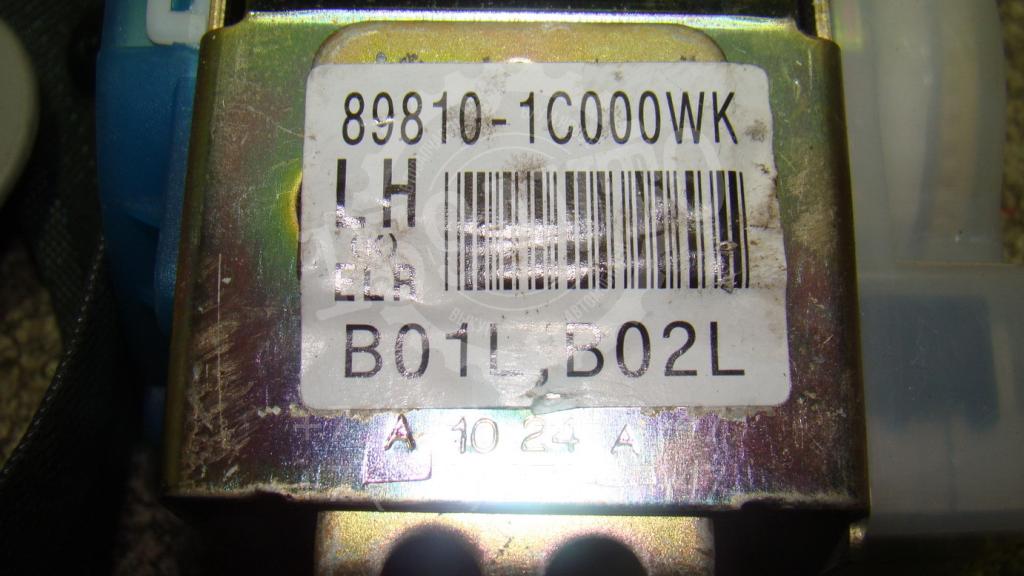 89810-1C000WK
LH
ELR
B01L,B02L
A 10 24 A